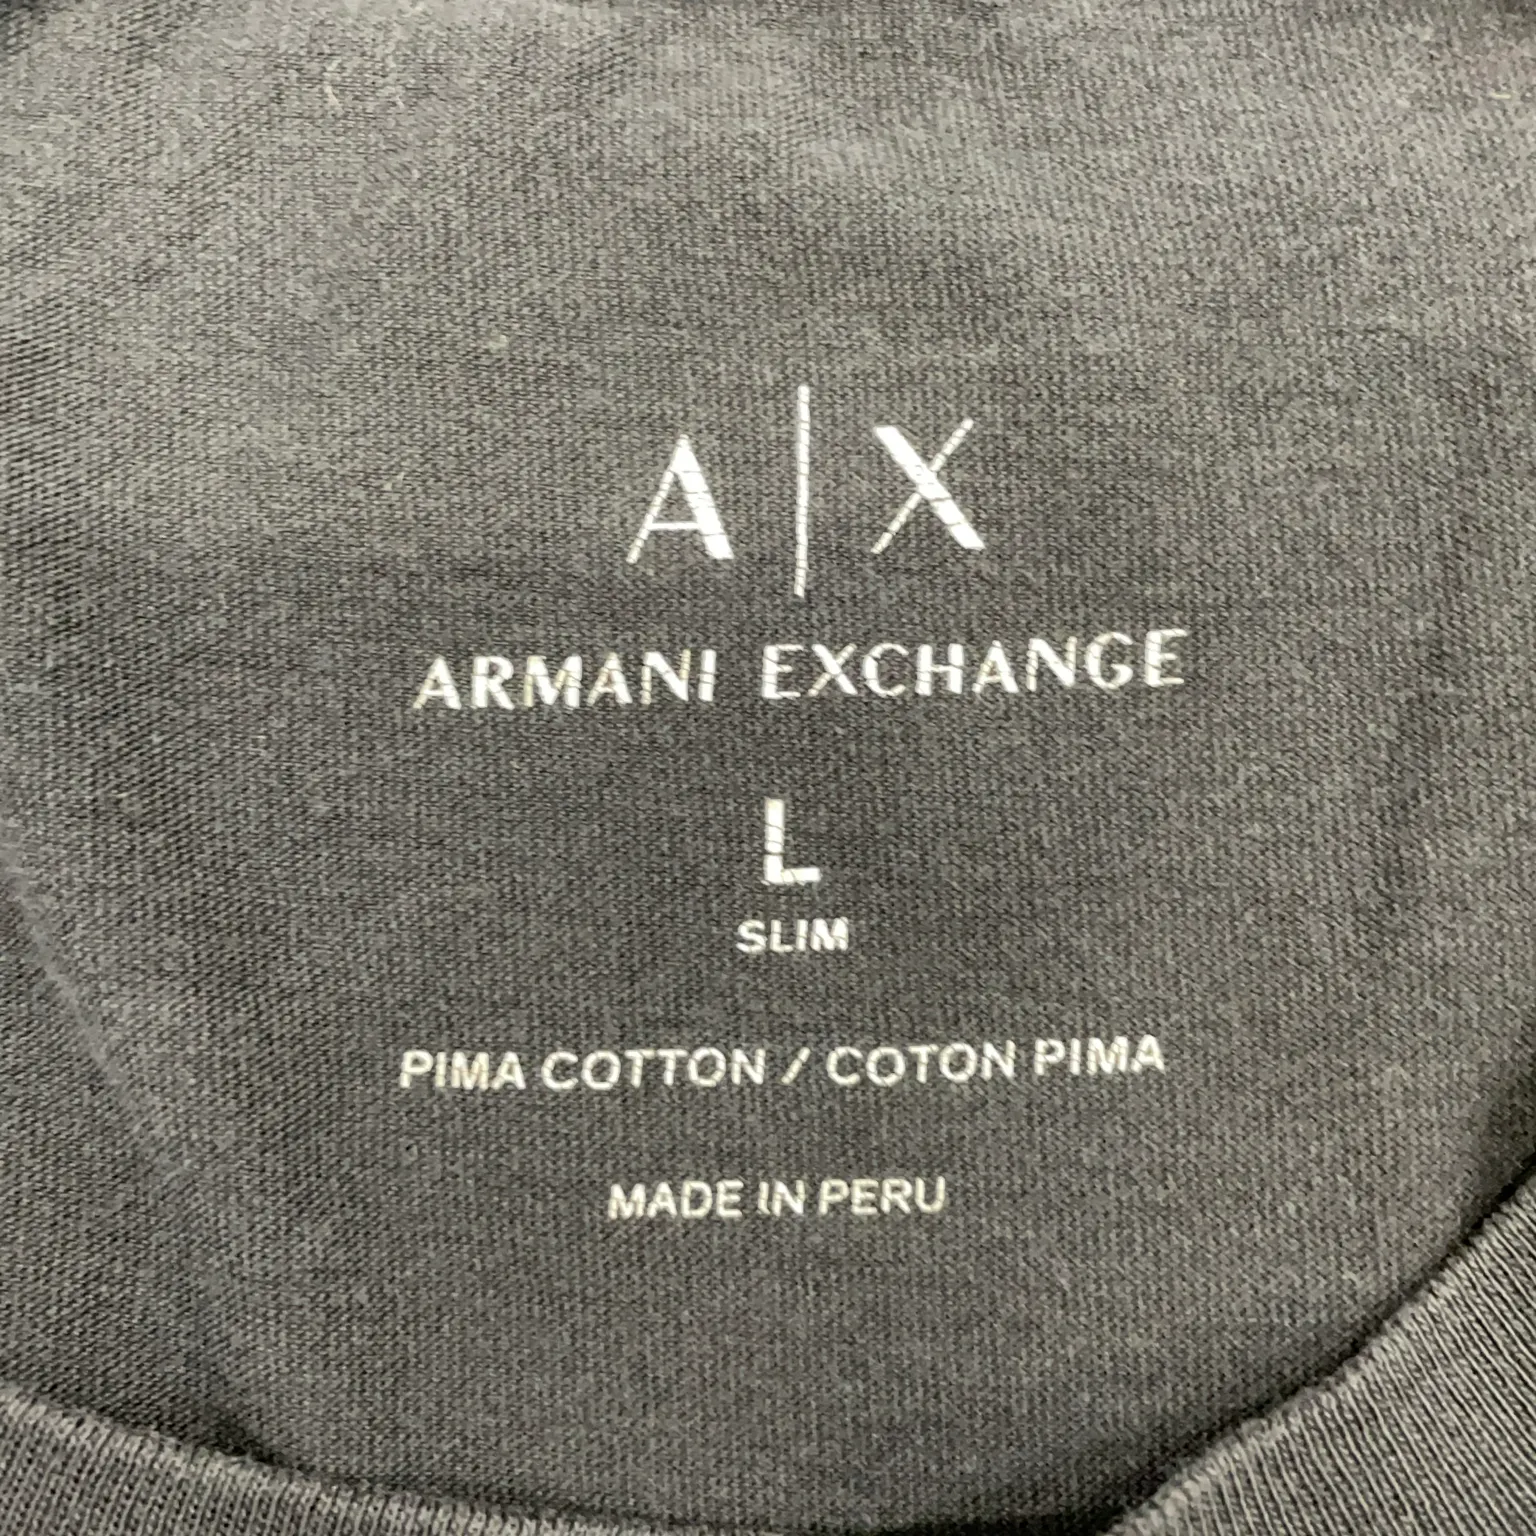 A|X
ARMANI EXCHANGE
L
SLIM
PIMA COTTON / COTON PIMA
MADE IN PERU